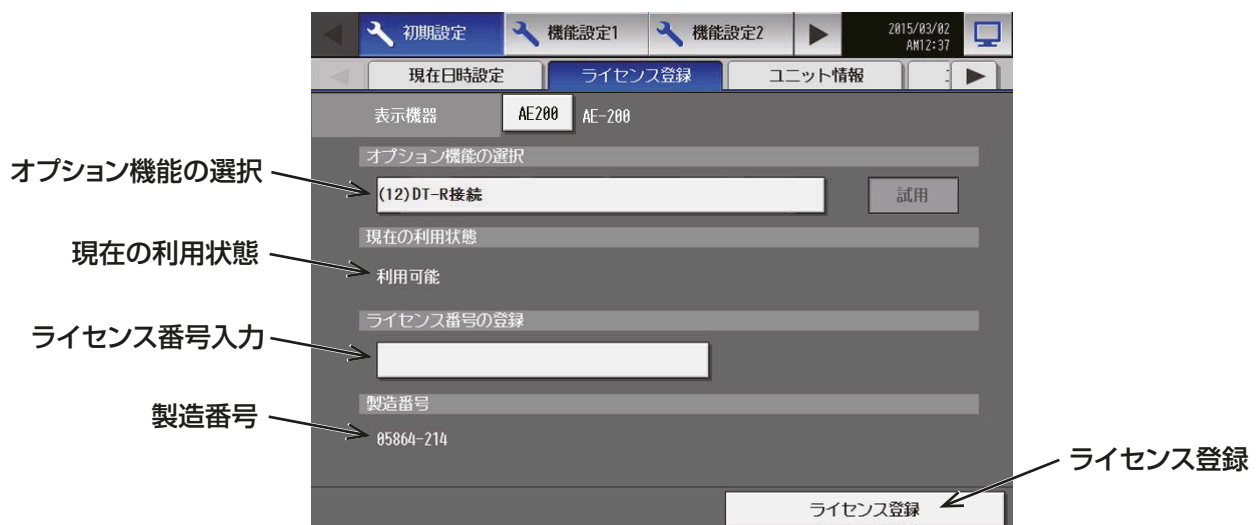 初期設定 機能設定1 機能設定2 2015/03/02
AM12:37
現在日時設定 ライセンス登録 ユニット情報
表示機器 AE200 AE-200
オプション機能の選択
オプション機能の選択
(12)DT-R接続 試用
現在の利用状態
現在の利用状態
利用可能
ライセンス番号の登録
ライセンス番号入力
製造番号
製造番号
05864-214
ライセンス登録
ライセンス登録